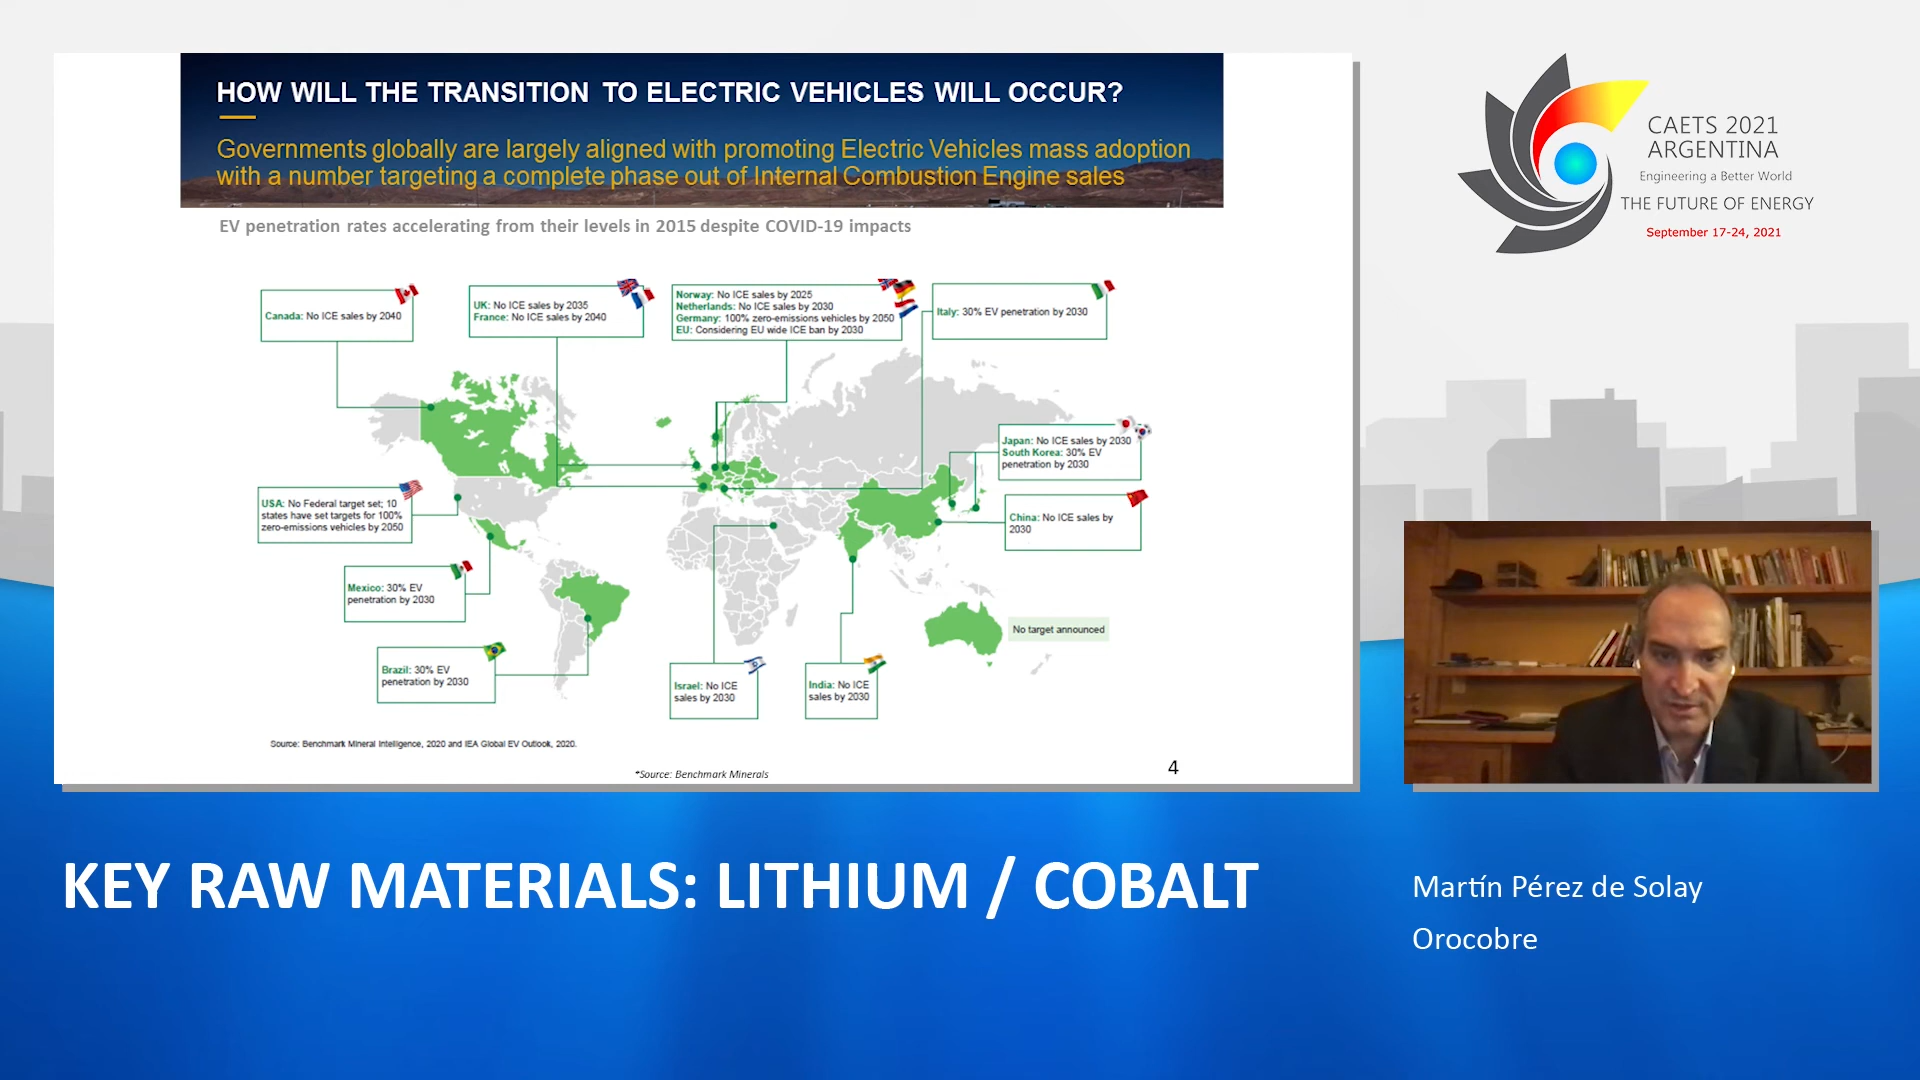 HOW WILL THE TRANSITION TO ELECTRIC VEHICLES WILL OCCUR?
Governments globally are largely aligned with promoting Electric Vehicles mass adoption
with a number targeting a complete phase out of Internal Combustion Engine sales
EV penetration rates accelerating from their levels in 2015 despite COVID-19 impacts
Canada: No ICE sales by 2040
UK: No ICE sales by 2035
France: No ICE sales by 2040
Norway: No ICE sales by 2025
Netherlands: No ICE sales by 2030
Germany: 100% zero-emissions vehicles by 2050
EU: Considering EU wide ICE ban by 2030
Italy: 30% EV penetration by 2030
Japan: No ICE sales by 2030
South Korea: 30% EV
penetration by 2030
USA: No Federal target set; 10
states have set targets for 100%
zero-emissions vehicles by 2050
China: No ICE sales by
2030
Mexico: 30% EV
penetration by 2030
No target announced
Brazil: 30% EV
penetration by 2030
Israel: No ICE
sales by 2030
India: No ICE
sales by 2030
Source: Benchmark Mineral Intelligence, 2020 and IEA Global EV Outlook, 2020.
*Source: Benchmark Minerals
4
CAETS 2021
ARGENTINA
Engineering a Better World
THE FUTURE OF ENERGY
September 17-24, 2021
KEY RAW MATERIALS: LITHIUM / COBALT
Martín Pérez de Solay
Orocobre